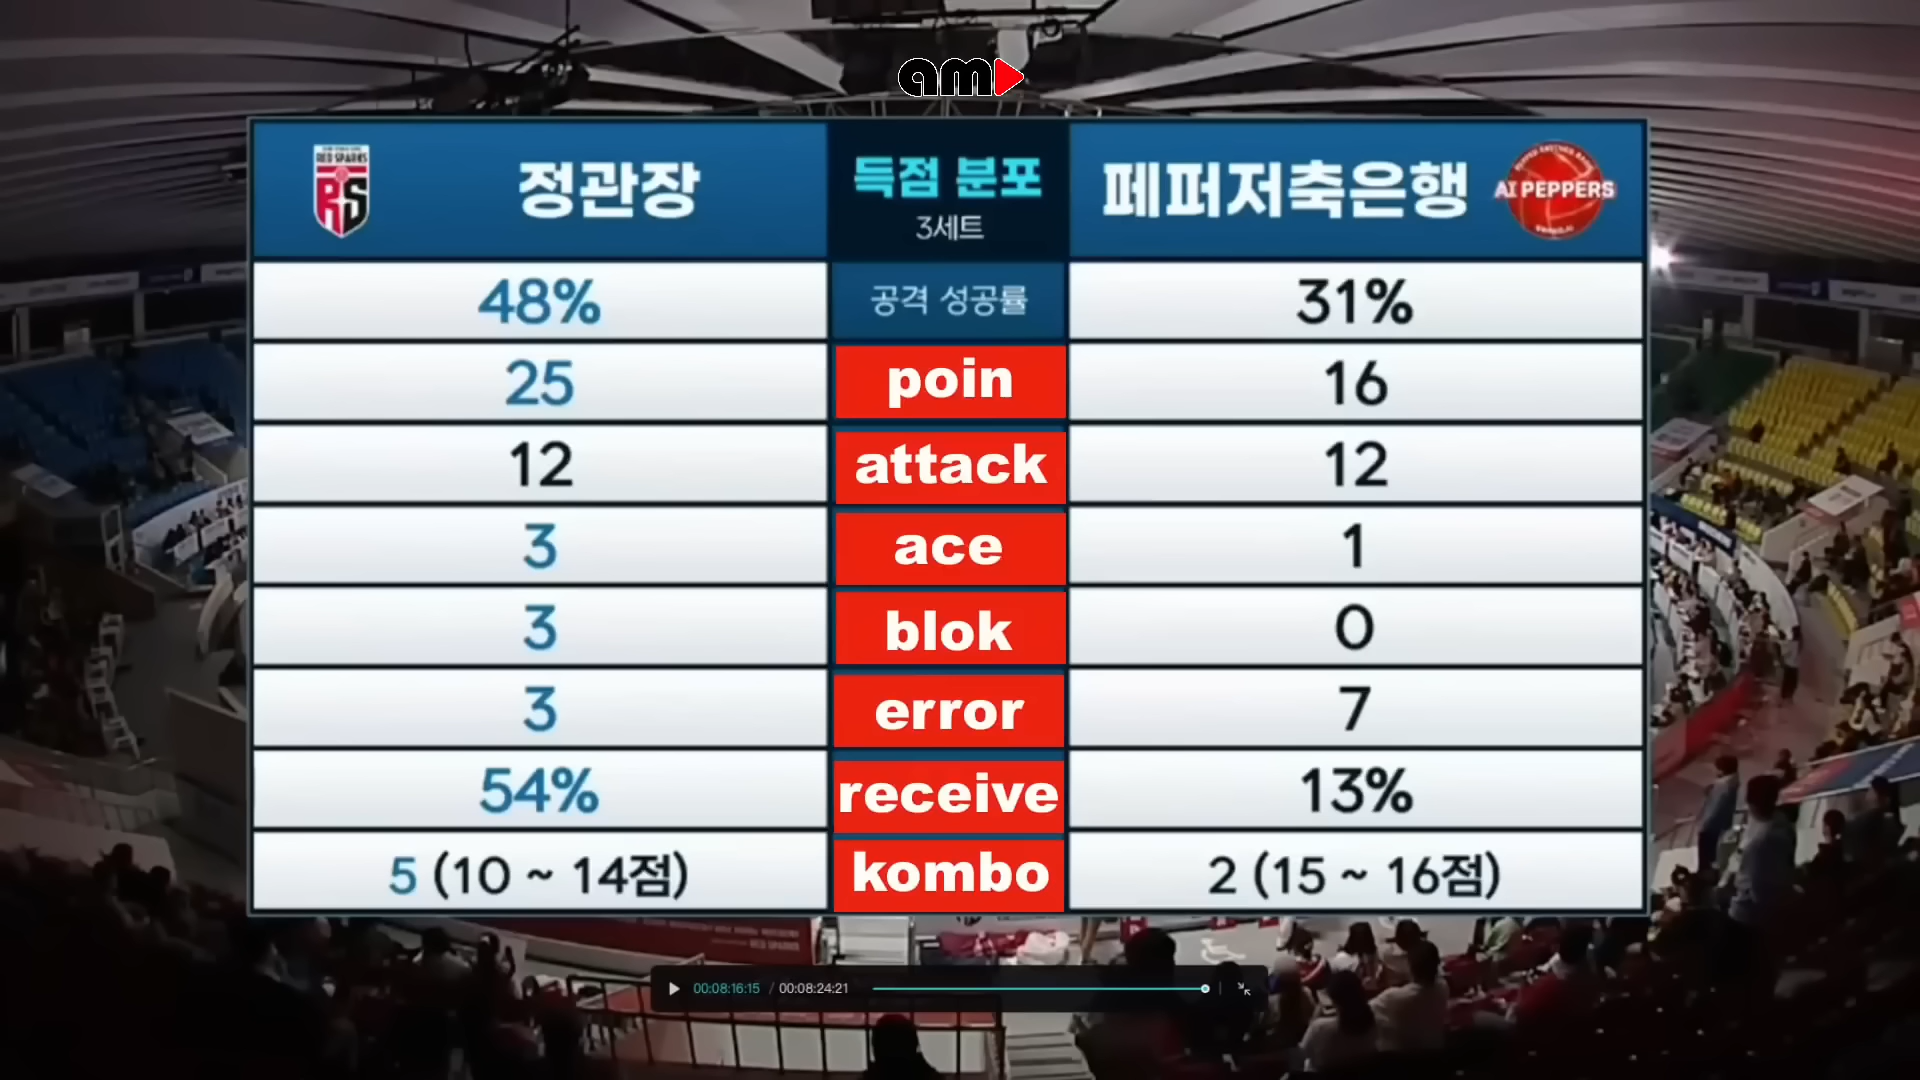 am
RED SPARKS
RS
정관장
득점 분포
3세트
페퍼저축은행
AI PEPPERS
48%
공격 성공률
31%
25
poin
16
12
attack
12
3
ace
1
3
blok
0
3
error
7
54%
receive
13%
5 (10 ~ 14점)
kombo
2 (15 ~ 16점)
00:08:16:15 / 00:08:24:21